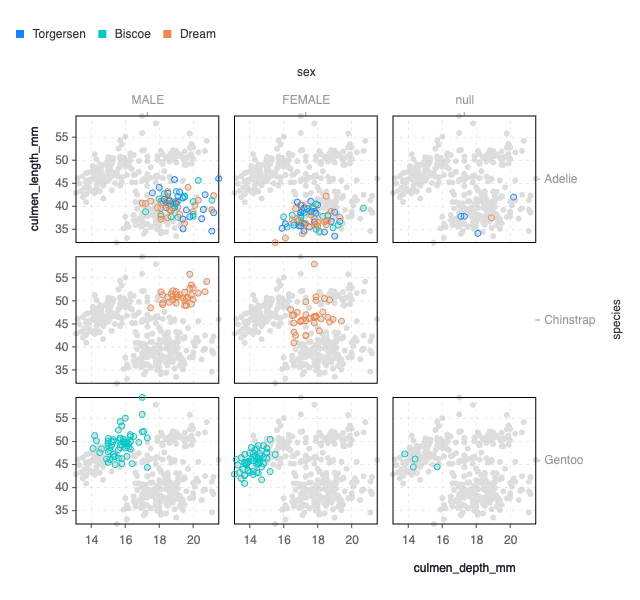 Torgersen Biscoe Dream
sex
MALE FEMALE null
culmen_length_mm
55
50
45
40
35
Adelie
55
50
45
40
35
Chinstrap
species
55
50
45
40
35
Gentoo
14 16 18 20 14 16 18 20 14 16 18 20
culmen_depth_mm